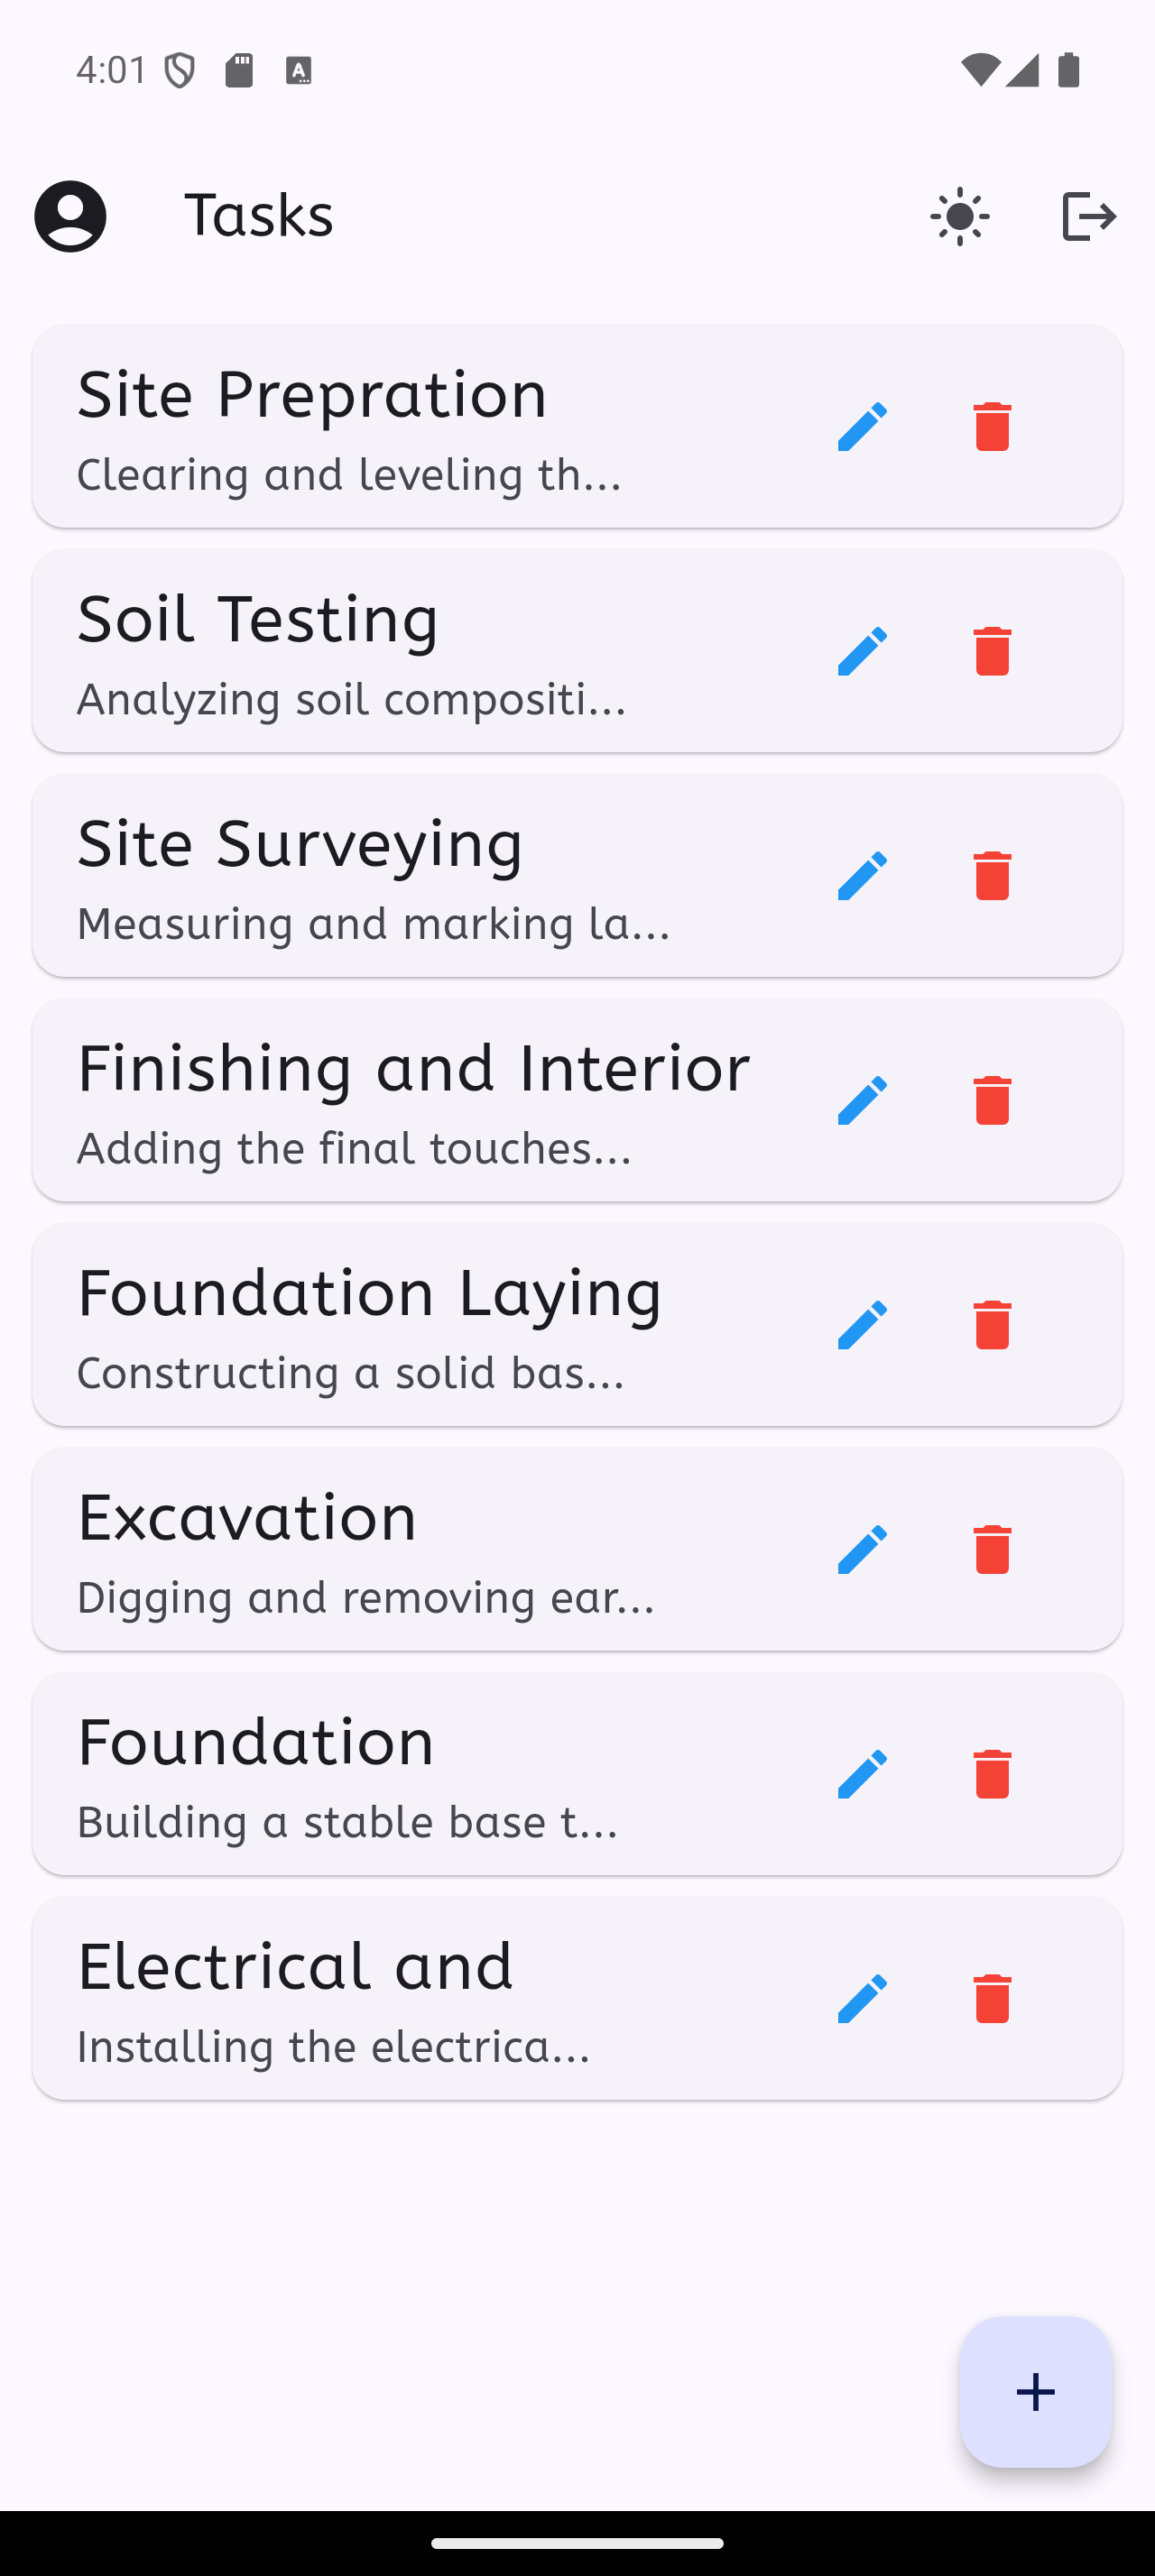 4:01
Tasks
Site Prepration
Clearing and leveling th...
Soil Testing
Analyzing soil compositi...
Site Surveying
Measuring and marking la...
Finishing and Interior
Adding the final touches...
Foundation Laying
Constructing a solid bas...
Excavation
Digging and removing ear...
Foundation
Building a stable base t...
Electrical and
Installing the electrica...